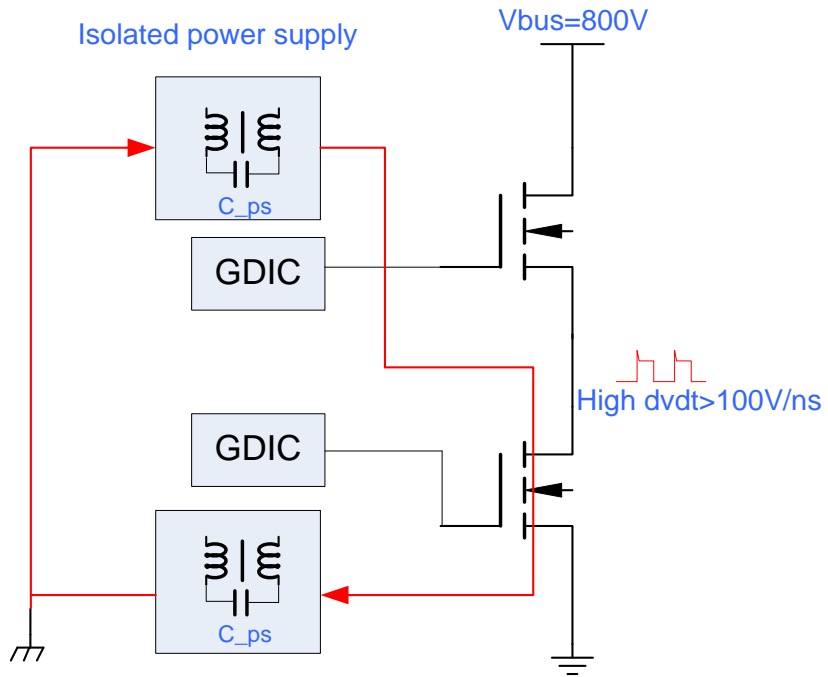 Vbus=800V
Isolated power supply
C_ps
GDIC
High dvdt>100V/ns
GDIC
C_ps